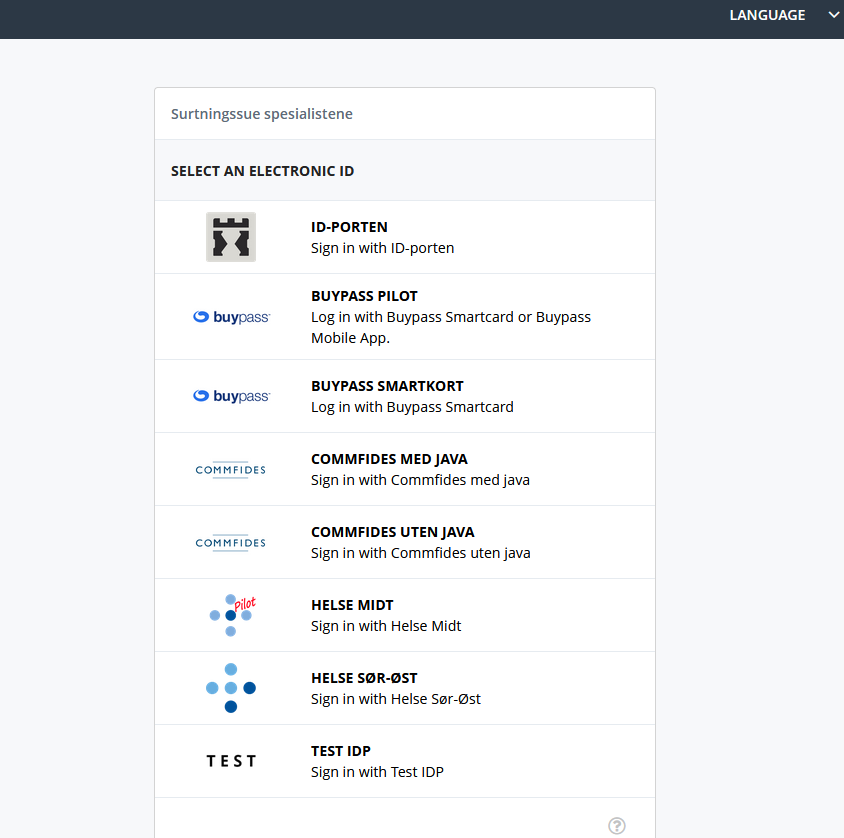 LANGUAGE
Surtningssue spesialistene
SELECT AN ELECTRONIC ID
ID-PORTEN
Sign in with ID-porten
buypass
BUYPASS PILOT
Log in with Buypass Smartcard or Buypass
Mobile App.
buypass
BUYPASS SMARTKORT
Log in with Buypass Smartcard
COMMFIDES
COMMFIDES MED JAVA
Sign in with Commfides med java
COMMFIDES
COMMFIDES UTEN JAVA
Sign in with Commfides uten java
Pilot
HELSE MIDT
Sign in with Helse Midt
HELSE SØR-ØST
Sign in with Helse Sør-Øst
TEST
TEST IDP
Sign in with Test IDP
?